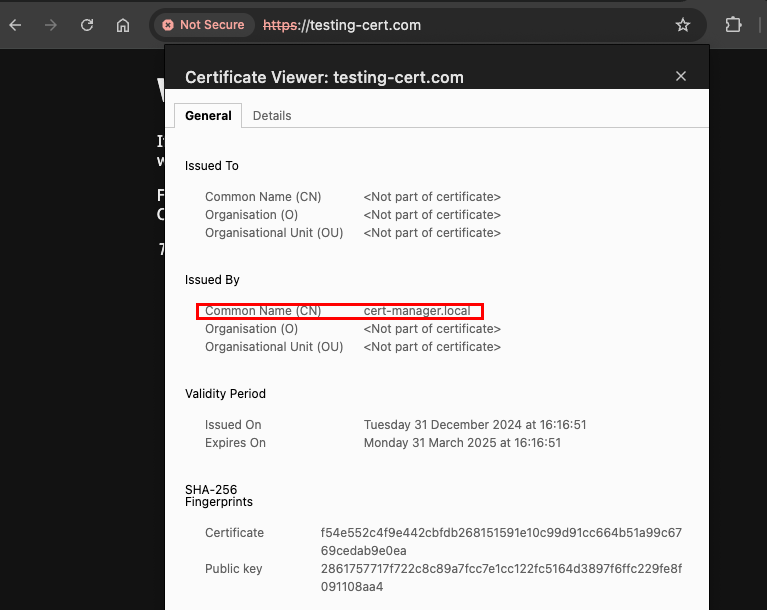 Not Secure https://testing-cert.com
Certificate Viewer: testing-cert.com
General Details
Issued To
Common Name (CN) <Not part of certificate>
Organisation (O) <Not part of certificate>
Organisational Unit (OU) <Not part of certificate>
Issued By
Common Name (CN) cert-manager.local
Organisation (O) <Not part of certificate>
Organisational Unit (OU) <Not part of certificate>
Validity Period
Issued On Tuesday 31 December 2024 at 16:16:51
Expires On Monday 31 March 2025 at 16:16:51
SHA-256
Fingerprints
Certificate f54e552c4f9e442cbfdb268151591e10c99d91cc664b51a99c67
69cedab9e0ea
Public key 2861757717f722c8c89a7fcc7e1cc122fc5164d3897f6ffc229fe8f
091108aa4